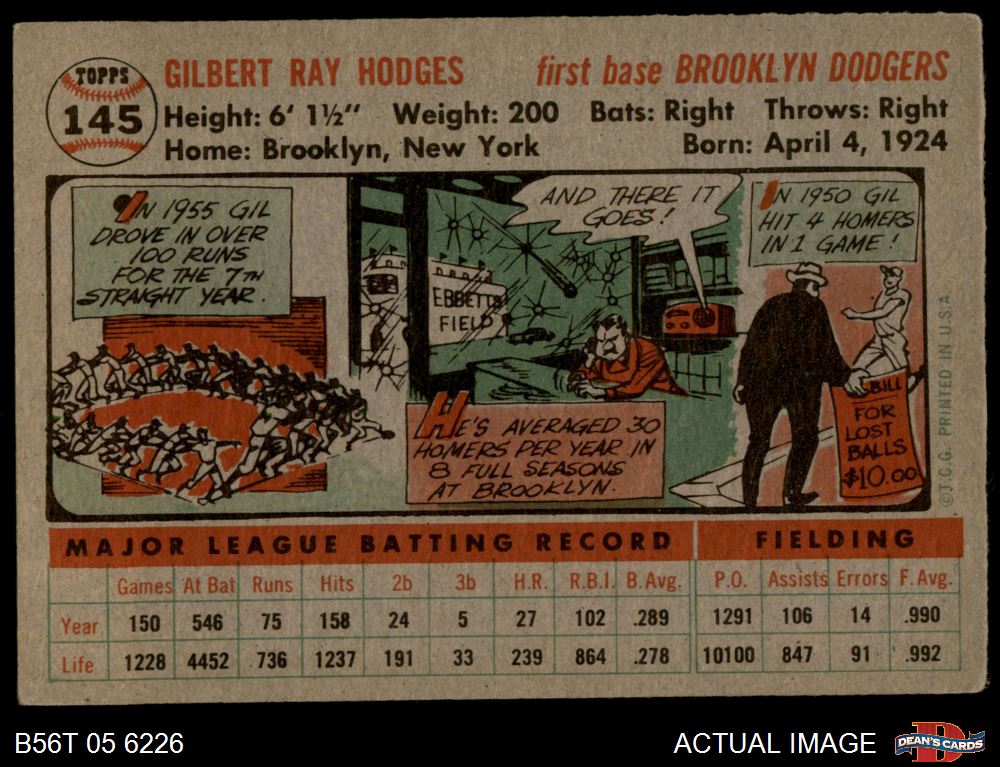 TOPPS
145
GILBERT RAY HODGES first base BROOKLYN DODGERS
Height: 6' 1½" Weight: 200 Bats: Right Throws: Right
Home: Brooklyn, New York Born: April 4, 1924
IN 1955 GIL
DROVE IN OVER
100 RUNS
FOR THE 7TH
STRAIGHT YEAR.
EBBETTS
FIELD
AND THERE IT
GOES!
HE'S AVERAGED 30
HOMERS PER YEAR IN
8 FULL SEASONS
AT BROOKLYN.
IN 1950 GIL
HIT 4 HOMERS
IN 1 GAME!
BILL
FOR
LOST
BALLS
$10.00
©T.C.G. PRINTED IN U.S.A.
MAJOR LEAGUE BATTING RECORD FIELDING
Games At Bat Runs Hits 2b 3b H.R. R.B.I. B.Avg. P.O. Assists Errors F.Avg.
Year 150 546 75 158 24 5 27 102 .289 1291 106 14 .990
Life 1228 4452 736 1237 191 33 239 864 .278 10100 847 91 .992
B56T 05 6226 ACTUAL IMAGE DEAN'S CARDS